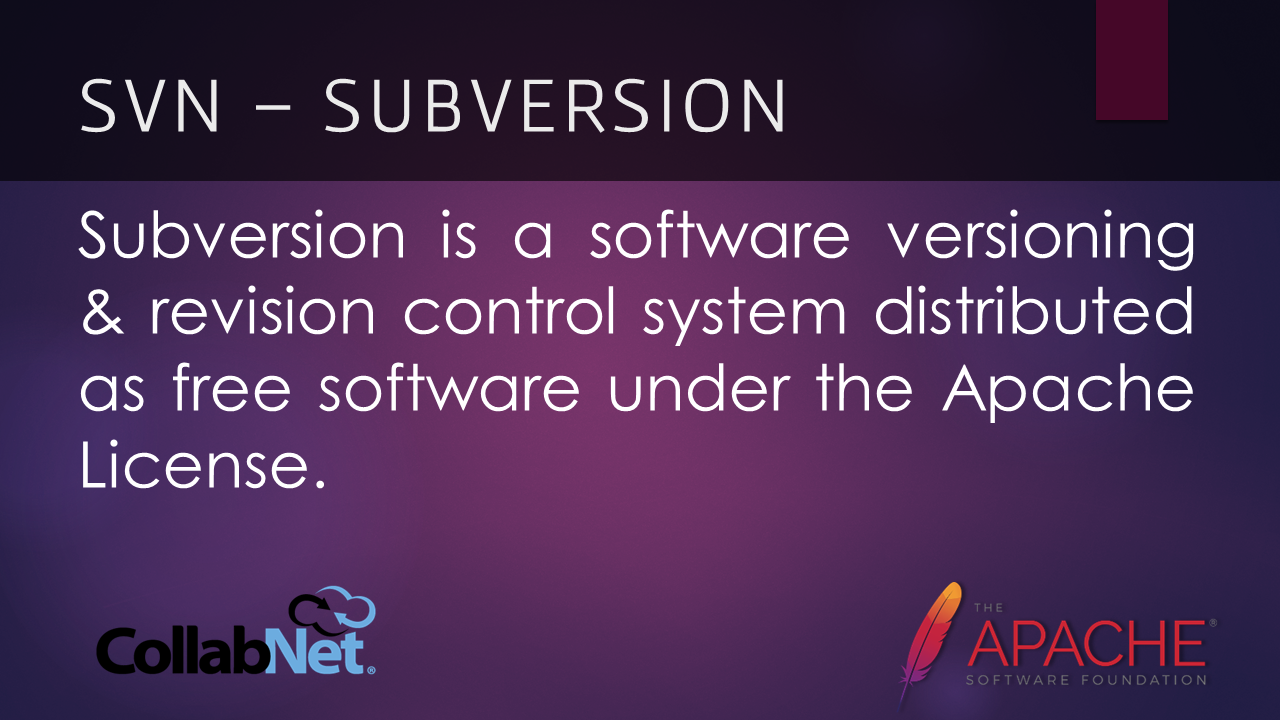 SVN – SUBVERSION
Subversion is a software versioning
& revision control system distributed
as free software under the Apache
License.
CollabNet®
THE
APACHE®
SOFTWARE FOUNDATION